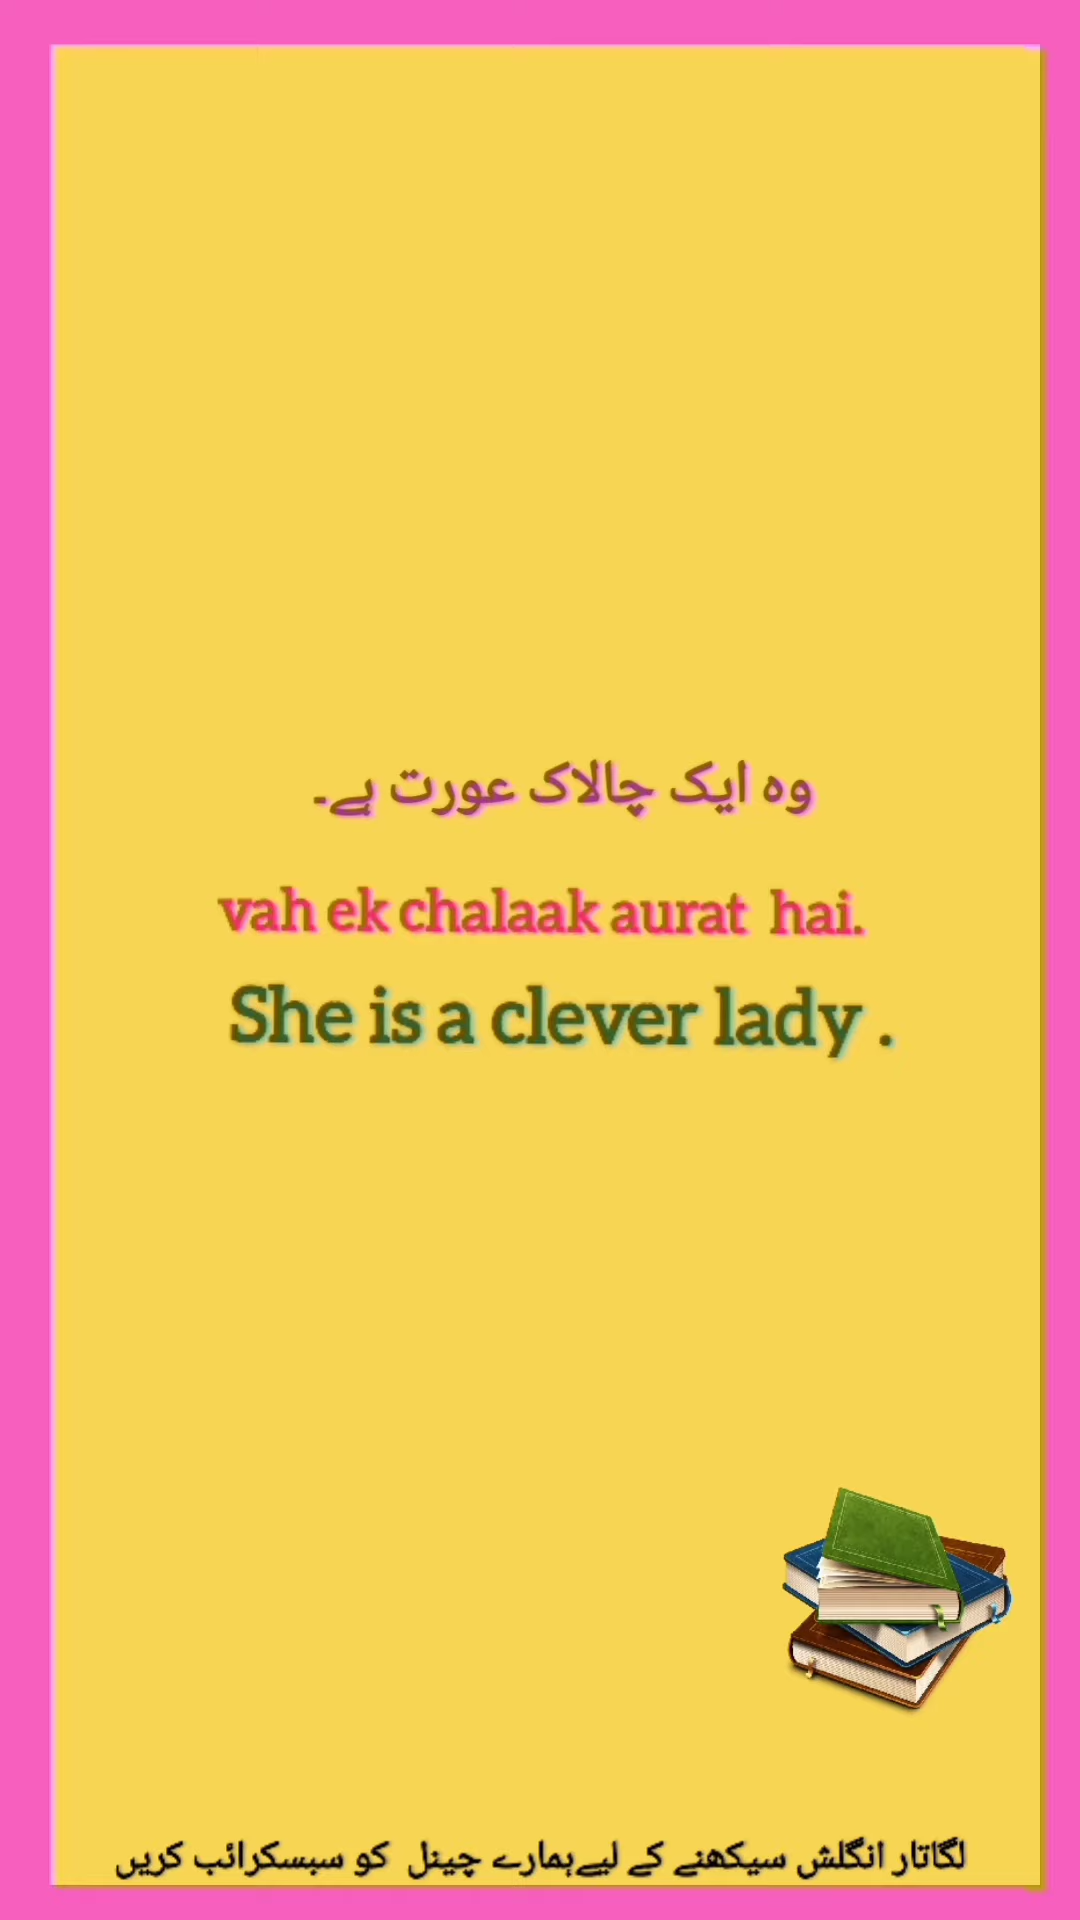 وہ ایک چالاک عورت ہے۔
vah ek chalaak aurat hai.
She is a clever lady .
لگاتار انگلش سیکھنے کے لیےہمارے چینل کو سبسکرائب کریں